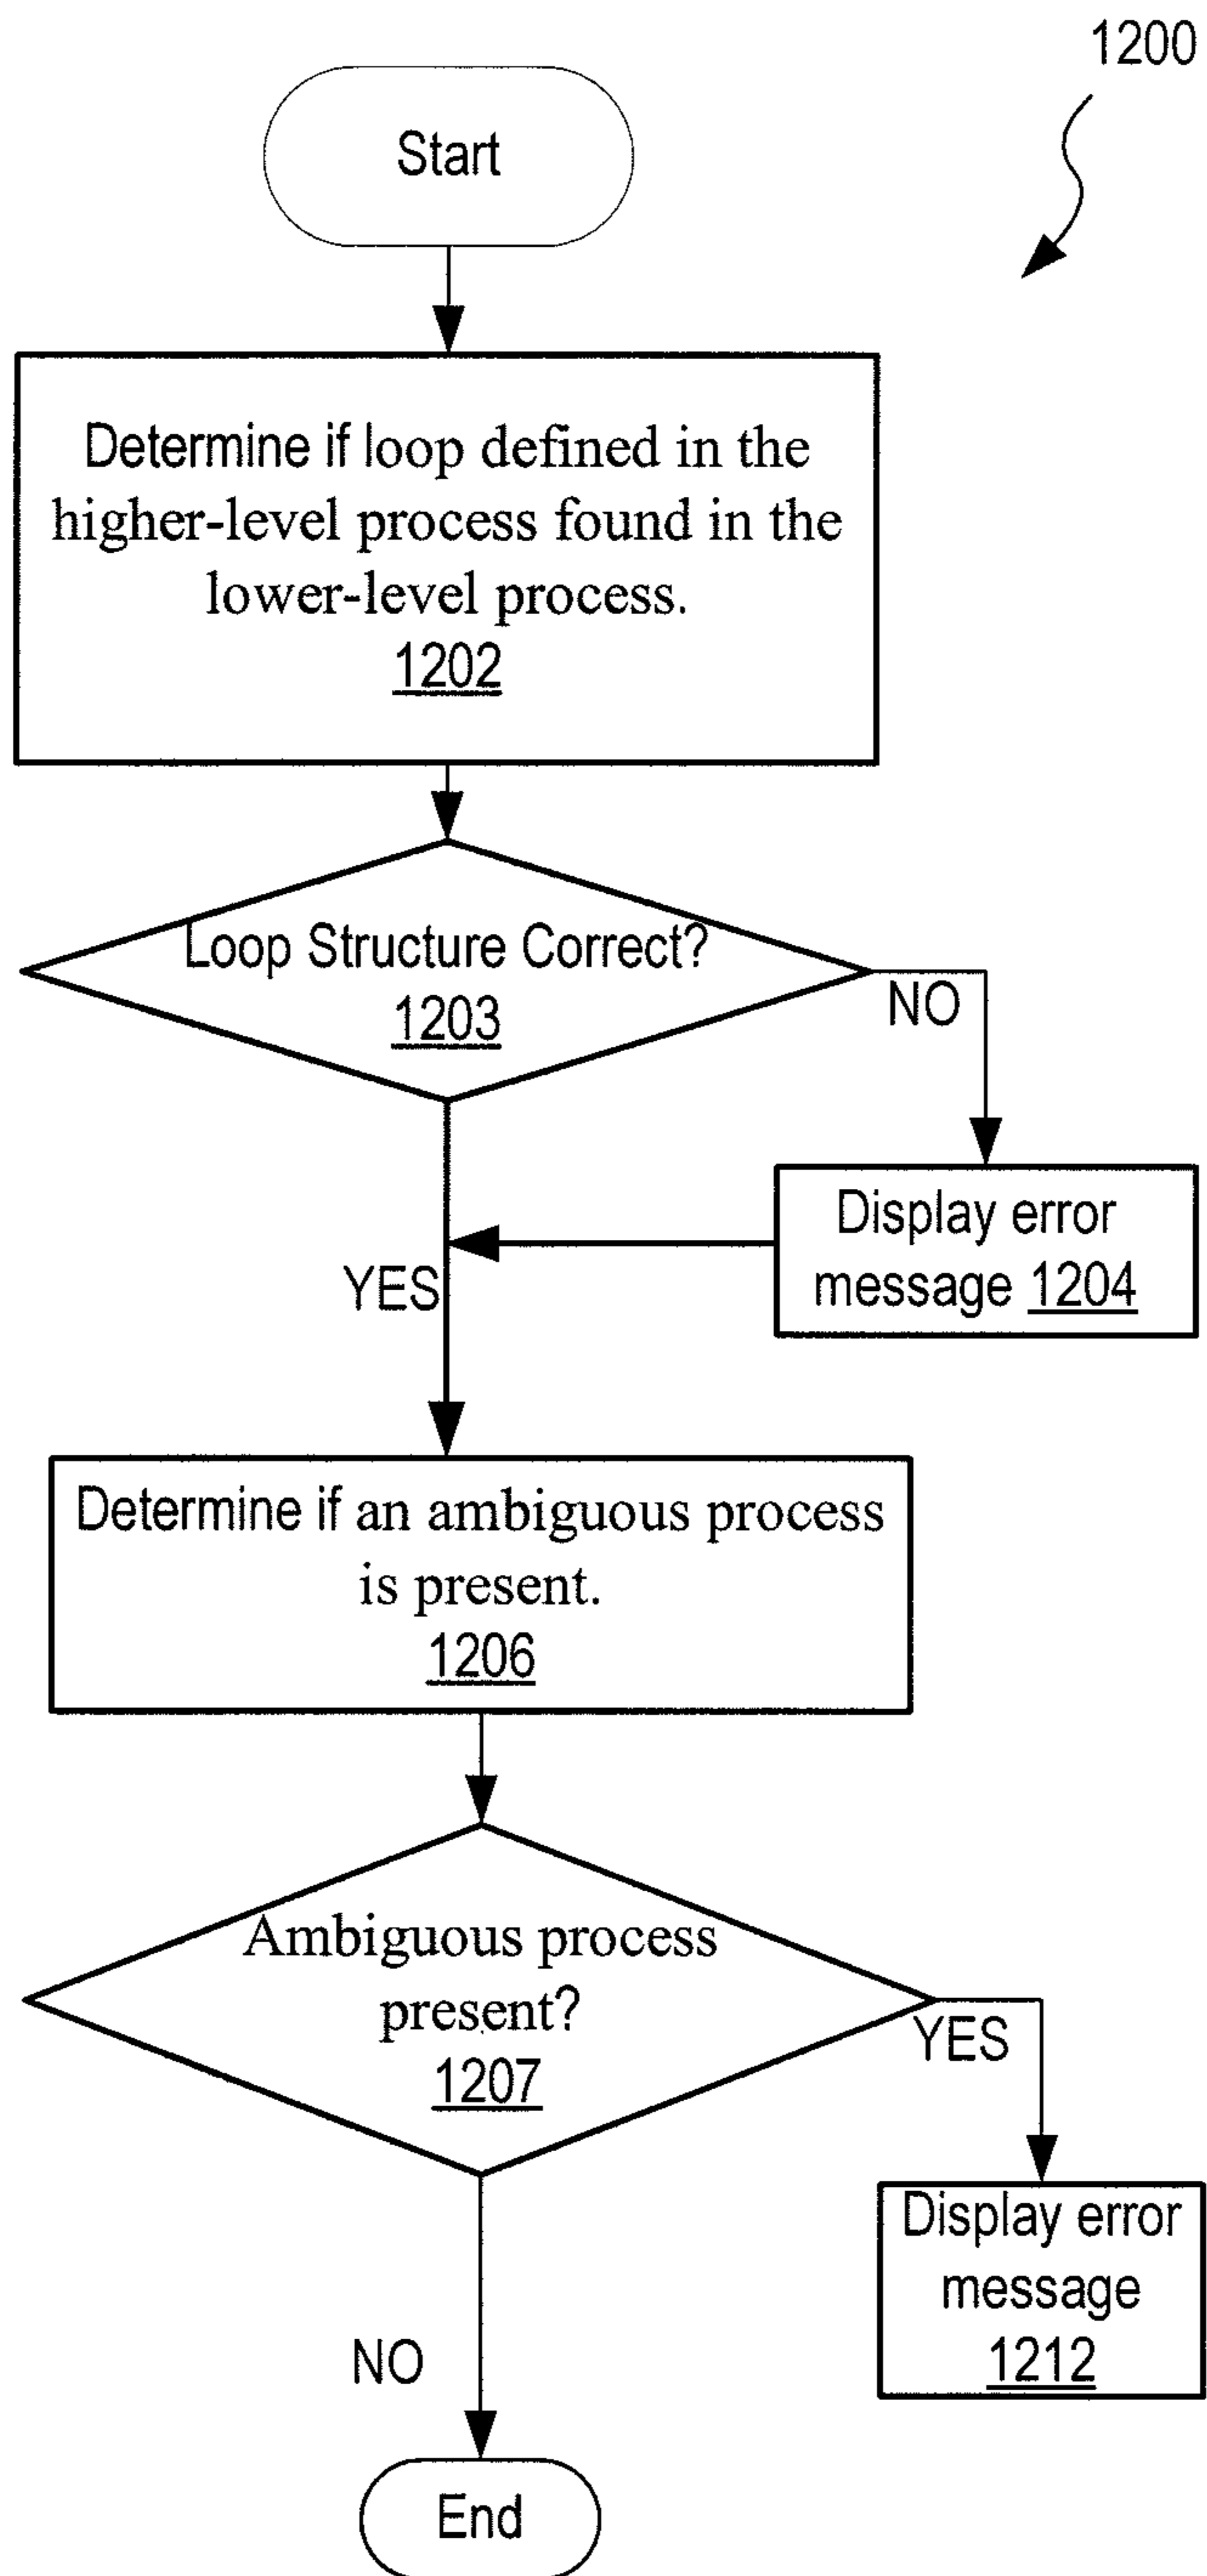 1200
Start
Determine if loop defined in the
higher-level process found in the
lower-level process.
1202
Loop Structure Correct?
1203
NO
Display error
message 1204
YES
Determine if an ambiguous process
is present.
1206
Ambiguous process
present?
1207
YES
Display error
message
1212
NO
End